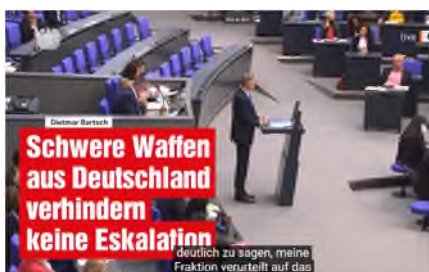 Dietmar Bartsch
Schwere Waffen
aus Deutschland
verhindern
keine Eskalation
deutlich zu sagen, meine
Fraktion verurteilt auf das